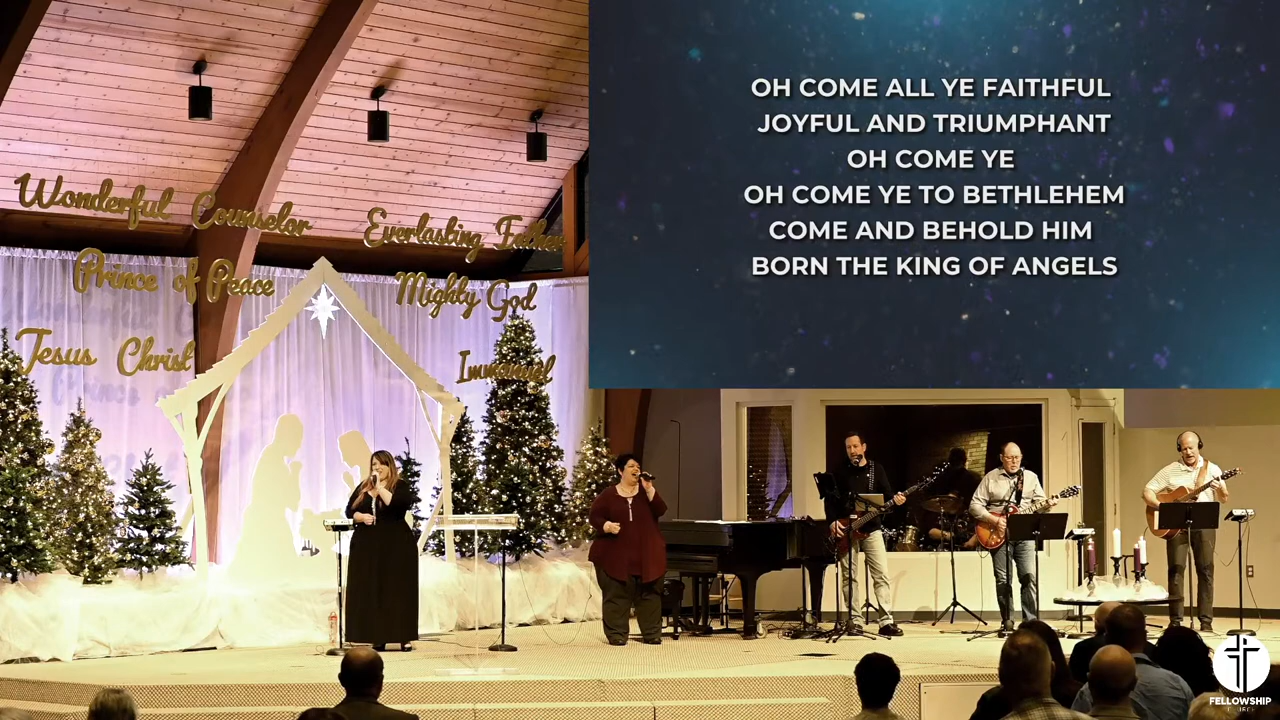 OH COME ALL YE FAITHFUL
JOYFUL AND TRIUMPHANT
OH COME YE
OH COME YE TO BETHLEHEM
COME AND BEHOLD HIM
BORN THE KING OF ANGELS
Wonderful Counselor
Everlasting Father
Prince of Peace
Mighty God
Jesus Christ
Immanuel
FELLOWSHIP
CHURCH